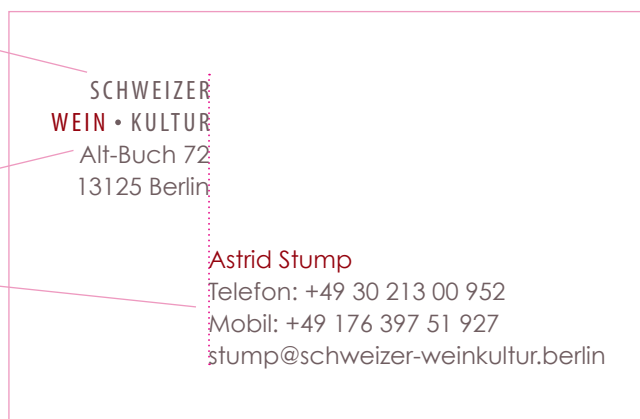 SCHWEIZER
WEIN • KULTUR
Alt-Buch 72
13125 Berlin
Astrid Stump
Telefon: +49 30 213 00 952
Mobil: +49 176 397 51 927
stump@schweizer-weinkultur.berlin